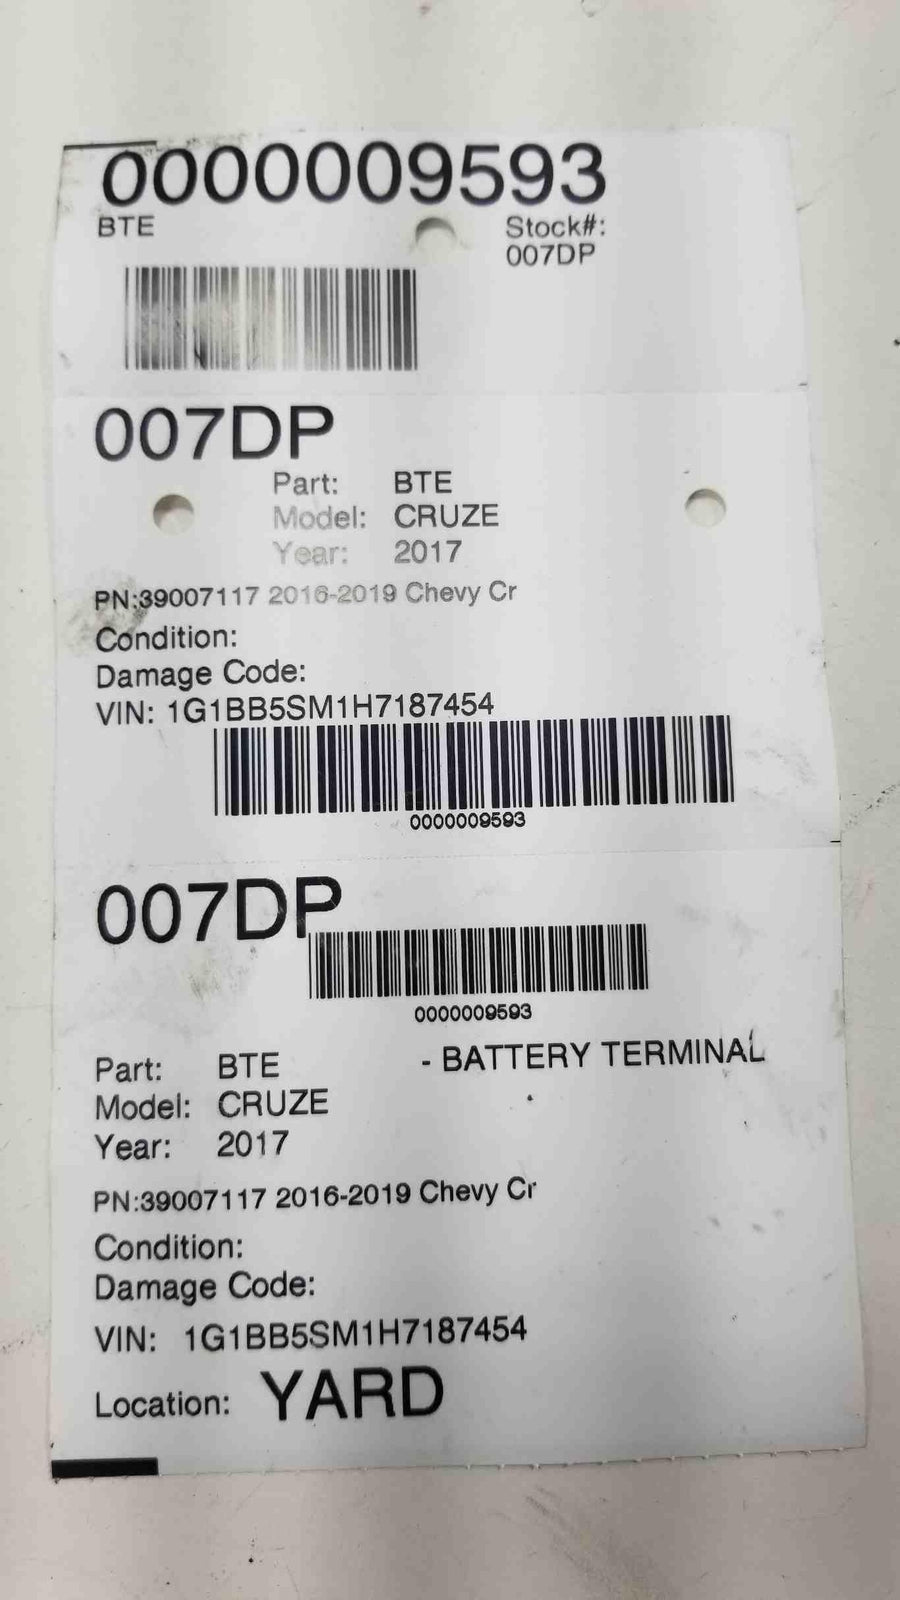 0000009593
BTE
Stock#:
007DP
007DP
Part: BTE
Model: CRUZE
Year: 2017
PN:39007117 2016-2019 Chevy Cr
Condition:
Damage Code:
VIN: 1G1BB5SM1H7187454
0000009593
007DP
0000009593
Part: BTE - BATTERY TERMINAL
Model: CRUZE
Year: 2017
PN:39007117 2016-2019 Chevy Cr
Condition:
Damage Code:
VIN: 1G1BB5SM1H7187454
Location: YARD